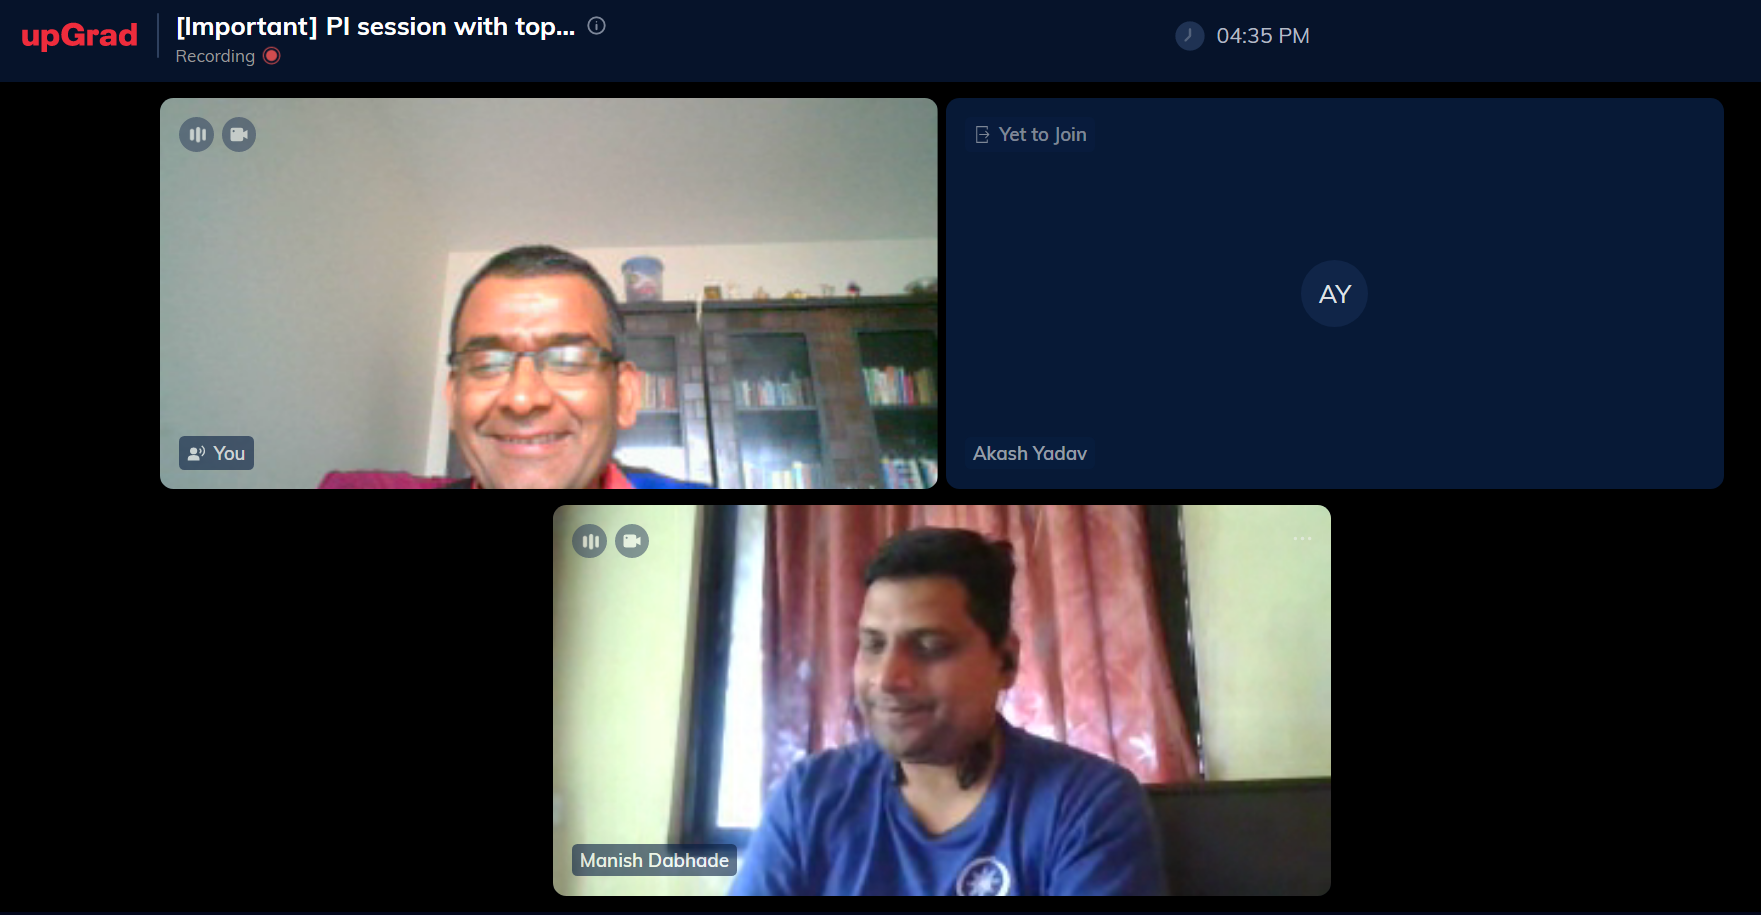 upGrad
[Important] PI session with top...
Recording
04:35 PM
You
Yet to Join
AY
Akash Yadav
Manish Dabhade